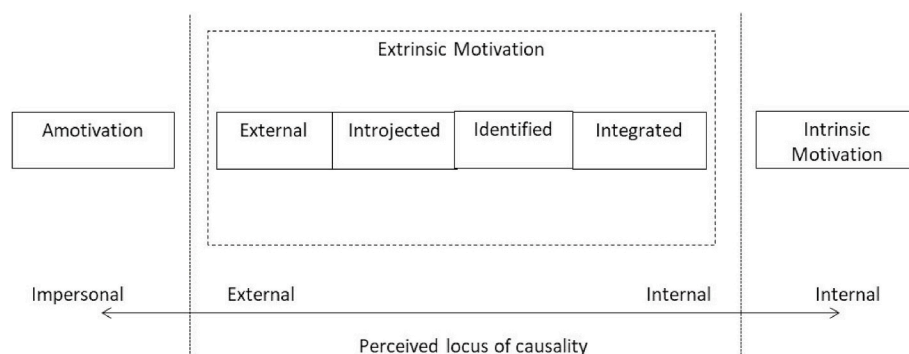 Extrinsic Motivation
Amotivation
External
Introjected
Identified
Integrated
Intrinsic
Motivation
Impersonal
External
Internal
Internal
Perceived locus of causality